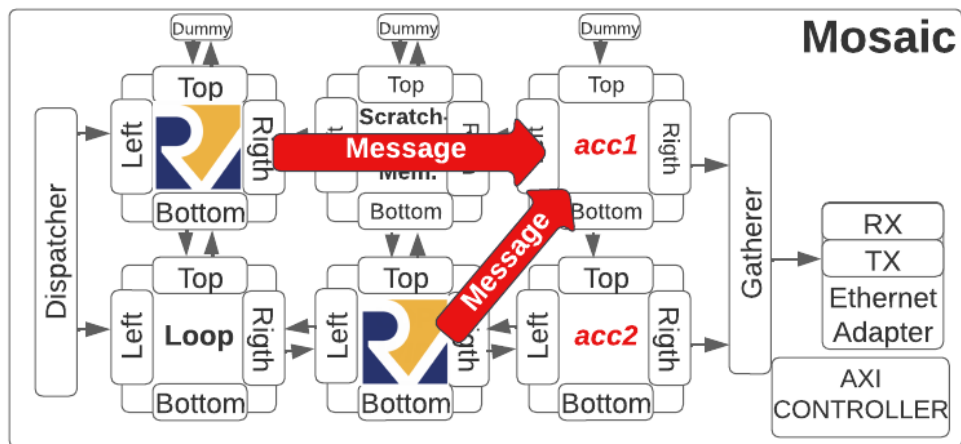 Mosaic
Dummy
Dummy
Dummy
Top
Top
Top
Left
Rigth
Scratch-
Mem.
Message
acc1
Rigth
Bottom
Bottom
Bottom
Dispatcher
Message
Gatherer
RX
TX
Ethernet
Adapter
Top
Top
Top
Left
Loop
Rigth
Left
Rigth
Left
acc2
Rigth
Bottom
Bottom
Bottom
AXI
CONTROLLER